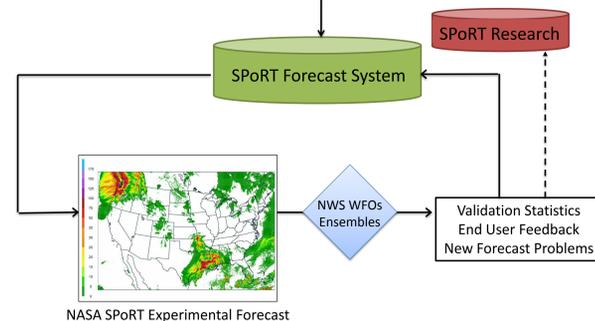 SPoRT Research
SPoRT Forecast System
NWS WFOs
Ensembles
Validation Statistics
End User Feedback
New Forecast Problems
NASA SPoRT Experimental Forecast